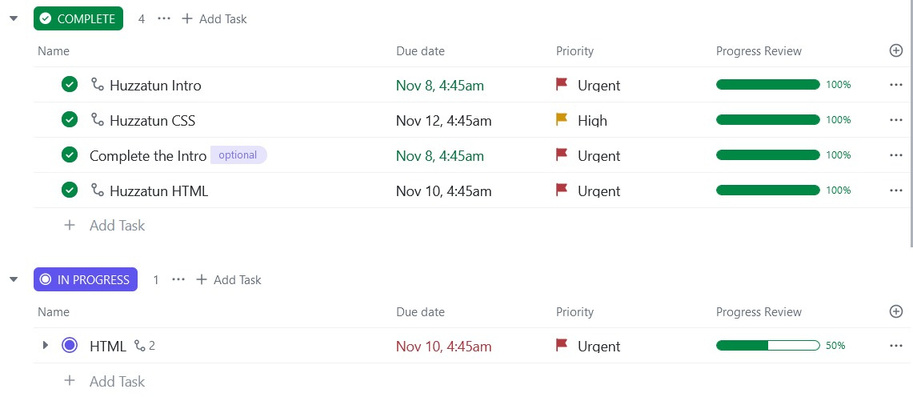 COMPLETE 4 ... + Add Task
Name Due date Priority Progress Review
Huzzatun Intro Nov 8, 4:45am Urgent 100%
Huzzatun CSS Nov 12, 4:45am High 100%
Complete the Intro optional Nov 8, 4:45am Urgent 100%
Huzzatun HTML Nov 10, 4:45am Urgent 100%
+ Add Task
IN PROGRESS 1 ... + Add Task
Name Due date Priority Progress Review
HTML 2 Nov 10, 4:45am Urgent 50%
+ Add Task